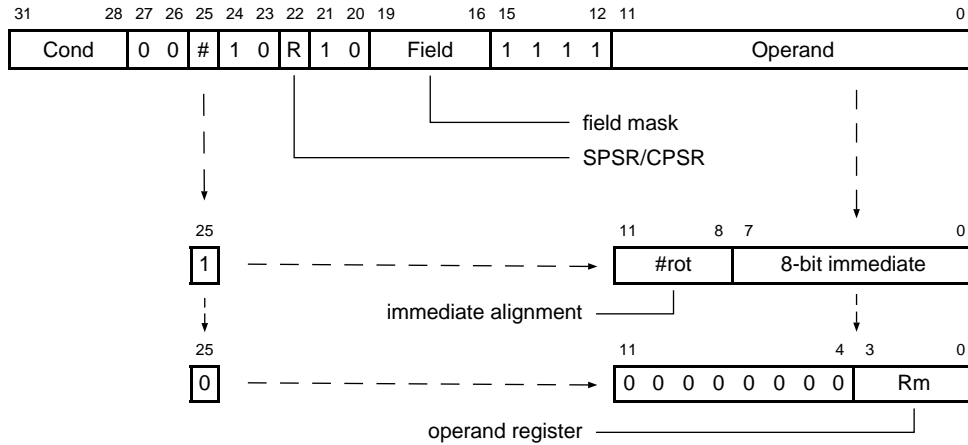 31 28 27 26 25 24 23 22 21 20 19 16 15 12 11 0
Cond 0 0 # 1 0 R 1 0 Field 1 1 1 1 Operand
field mask
SPSR/CPSR
25 11 8 7 0
1 #rot 8-bit immediate
immediate alignment
25 11 4 3 0
0 0 0 0 0 0 0 0 0 Rm
operand register